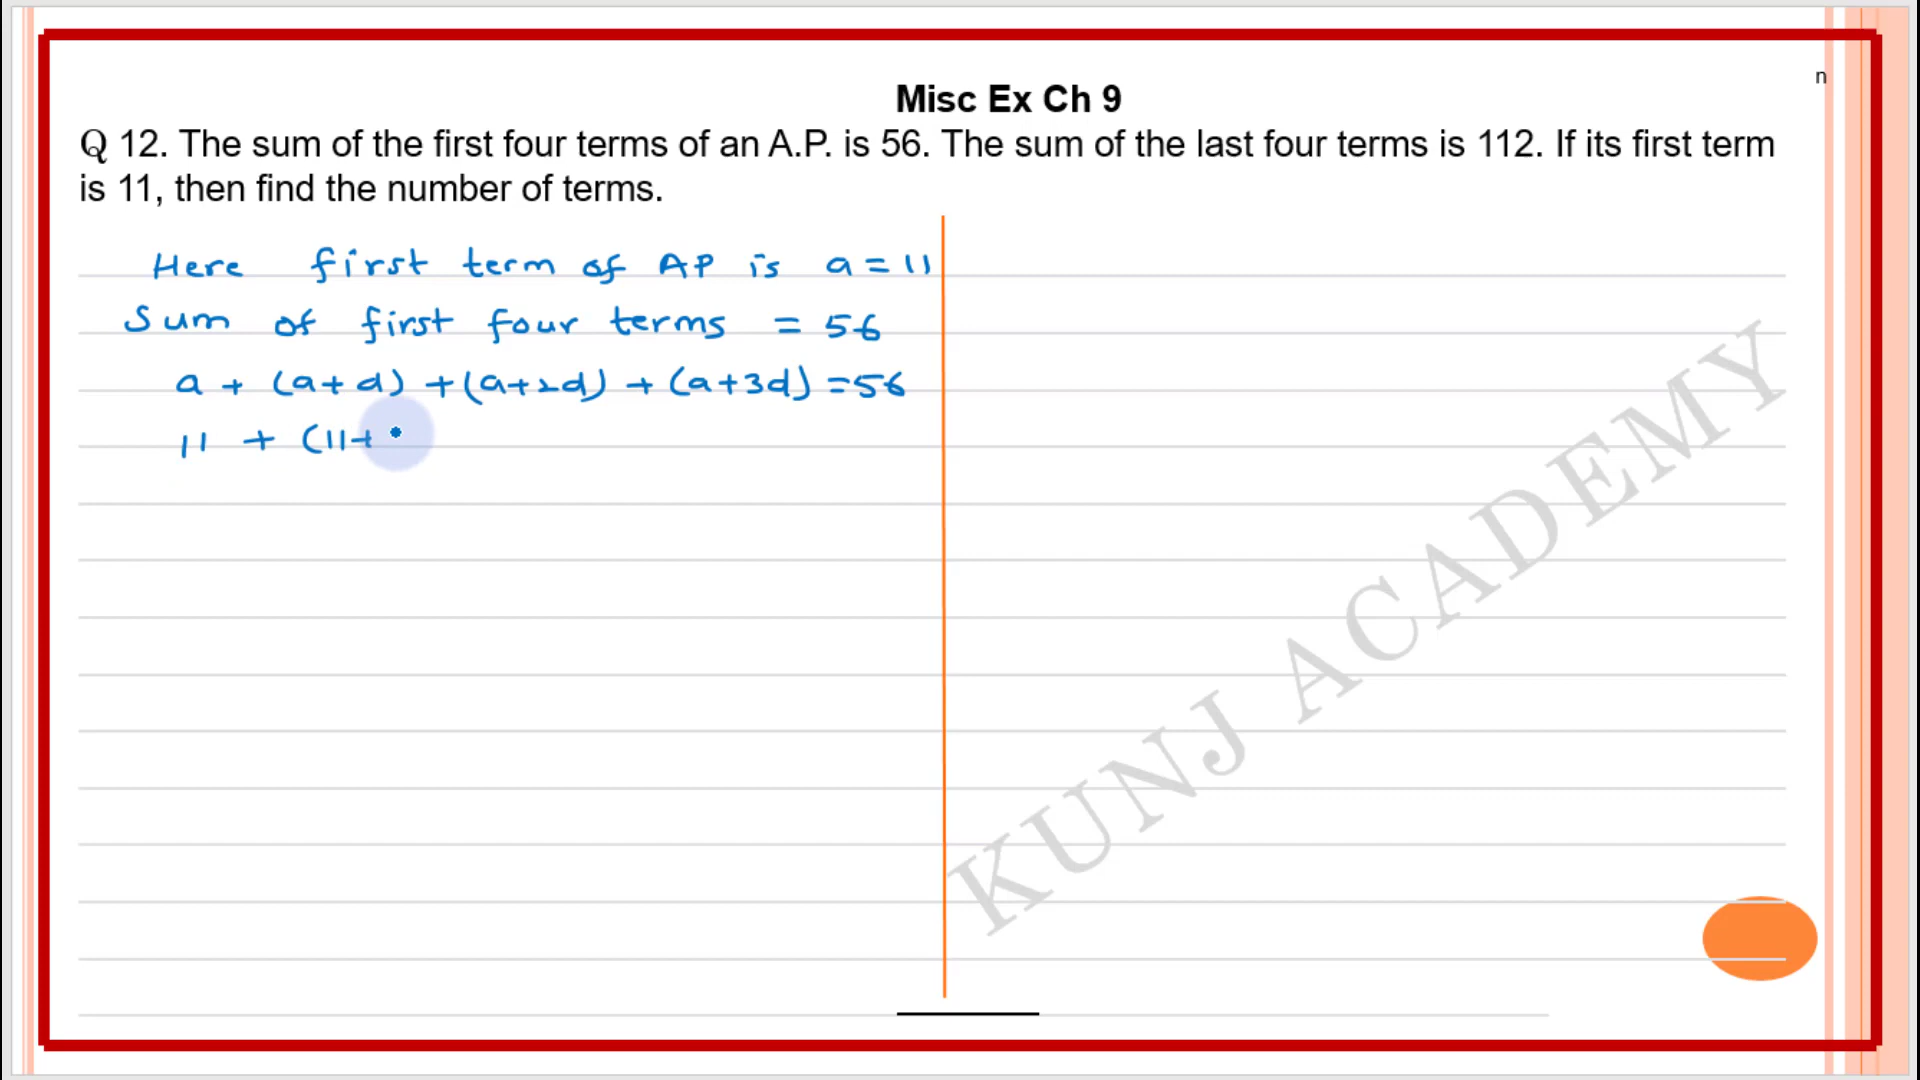 n
Misc Ex Ch 9
Q 12. The sum of the first four terms of an A.P. is 56. The sum of the last four terms is 112. If its first term
is 11, then find the number of terms.
Here first term of AP is a = 11
Sum of first four terms = 56
a + (a+d) + (a+2d) + (a+3d) = 56
11 + (11+
KUNJ ACADEMY